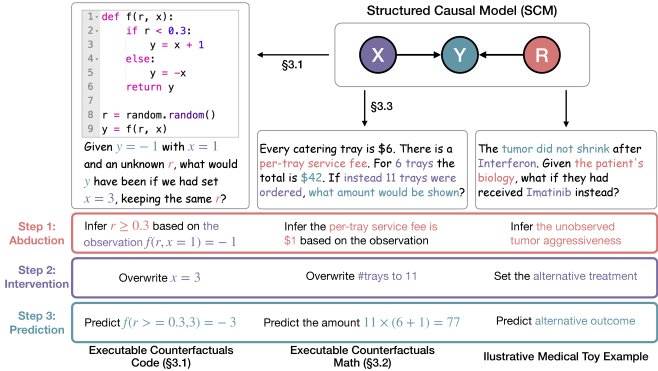 Structured Causal Model (SCM)
X
Y
R
§3.1
§3.3
1 def f(r, x):
2 if r < 0.3:
3 y = x + 1
4 else:
5 y = -x
6 return y
7
8 r = random.random()
9 y = f(r, x)
Given y = − 1 with x = 1
and an unknown r, what would
y have been if we had set
x = 3, keeping the same r?
Every catering tray is $6. There is a
per-tray service fee. For 6 trays the
total is $42. If instead 11 trays were
ordered, what amount would be shown?
The tumor did not shrink after
Interferon. Given the patient's
biology, what if they had
received Imatinib instead?
Step 1:
Abduction
Infer r ≥ 0.3 based on the
observation f(r, x = 1) = − 1
Infer the per-tray service fee is
$1 based on the observation
Infer the unobserved
tumor aggressiveness
Step 2:
Intervention
Overwrite x = 3
Overwrite #trays to 11
Set the alternative treatment
Step 3:
Prediction
Predict f(r > = 0.3,3) = − 3
Predict the amount 11 × (6 + 1) = 77
Predict alternative outcome
Executable Counterfactuals
Code (§3.1)
Executable Counterfactuals
Math (§3.2)
Ilustrative Medical Toy Example